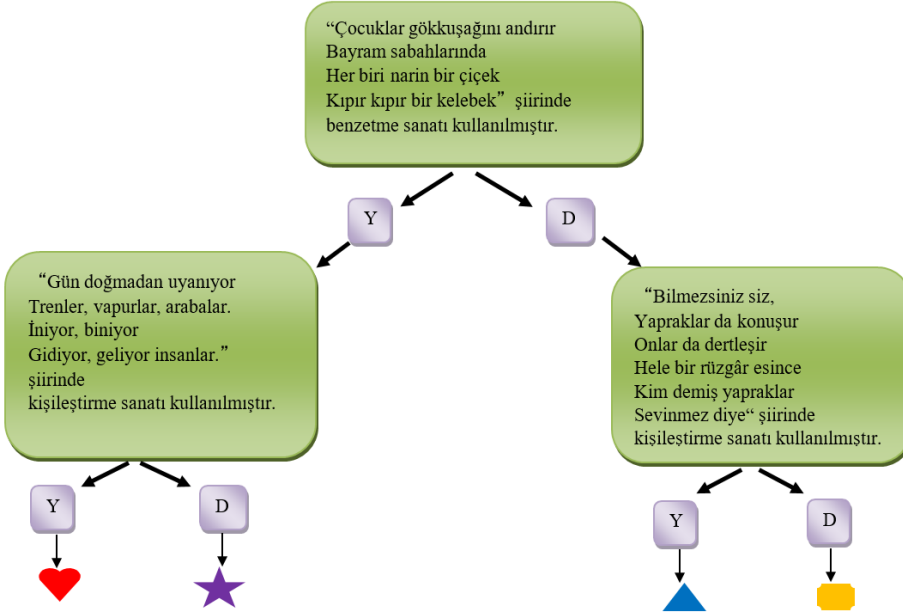 “Çocuklar gökkuşağını andırır
Bayram sabahlarında
Her biri narin bir çiçek
Kıpır kıpır bir kelebek” şiirinde
benzetme sanatı kullanılmıştır.
Y
D
“Gün doğmadan uyanıyor
Trenler, vapurlar, arabalar.
İniyor, biniyor
Gidiyor, geliyor insanlar.”
şiirinde
kişileştirme sanatı kullanılmıştır.
“Bilmezsiniz siz,
Yapraklar da konuşur
Onlar da dertleşir
Hele bir rüzgâr esince
Kim demiş yapraklar
Sevinmez diye“ şiirinde
kişileştirme sanatı kullanılmıştır.
Y
D
Y
D